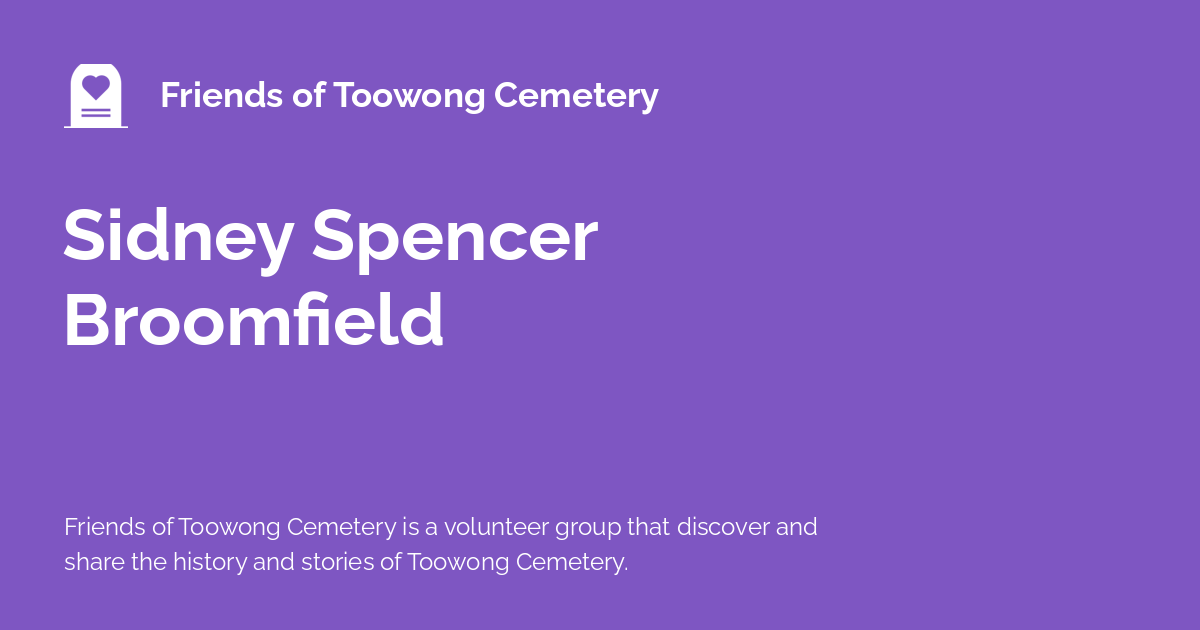 Friends of Toowong Cemetery
Sidney Spencer
Broomfield
Friends of Toowong Cemetery is a volunteer group that discover and
share the history and stories of Toowong Cemetery.